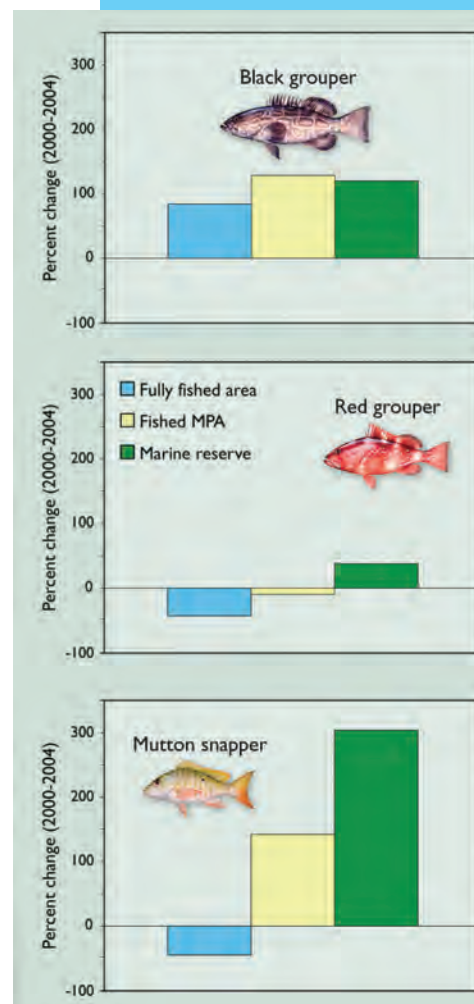 Percent change (2000-2004)
300
200
100
0
-100
Black grouper
Percent change (2000-2004)
300
200
100
0
-100
Fully fished area
Fished MPA
Marine reserve
Red grouper
Percent change (2000-2004)
300
200
100
0
-100
Mutton snapper